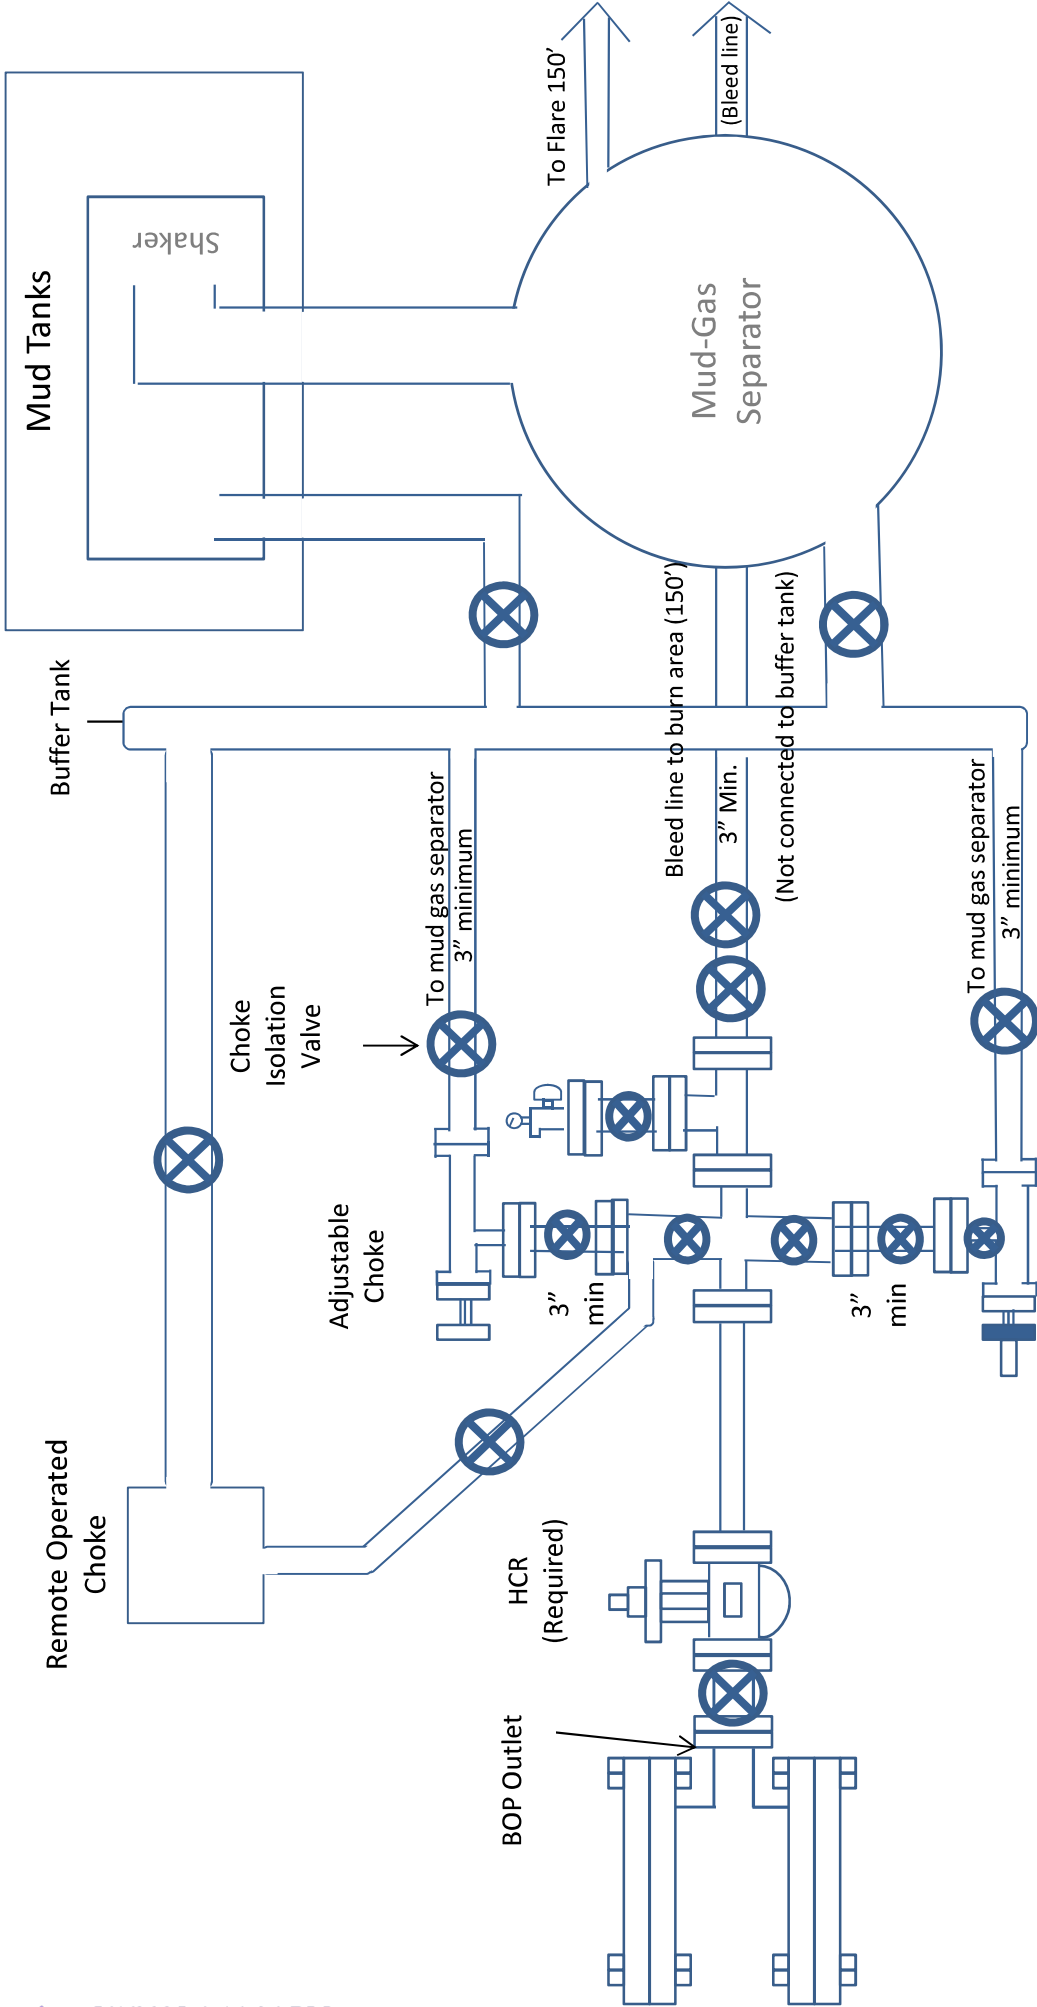 Mud Tanks
Shaker
To Flare 150’
(Bleed line)
Mud-Gas
Separator
Buffer Tank
Bleed line to burn area (150’)
3” Min.
(Not connected to buffer tank)
To mud gas separator
3” minimum
To mud gas separator
3” minimum
Choke
Isolation
Valve
Adjustable
Choke
3”
min
3”
min
Remote Operated
Choke
HCR
(Required)
BOP Outlet